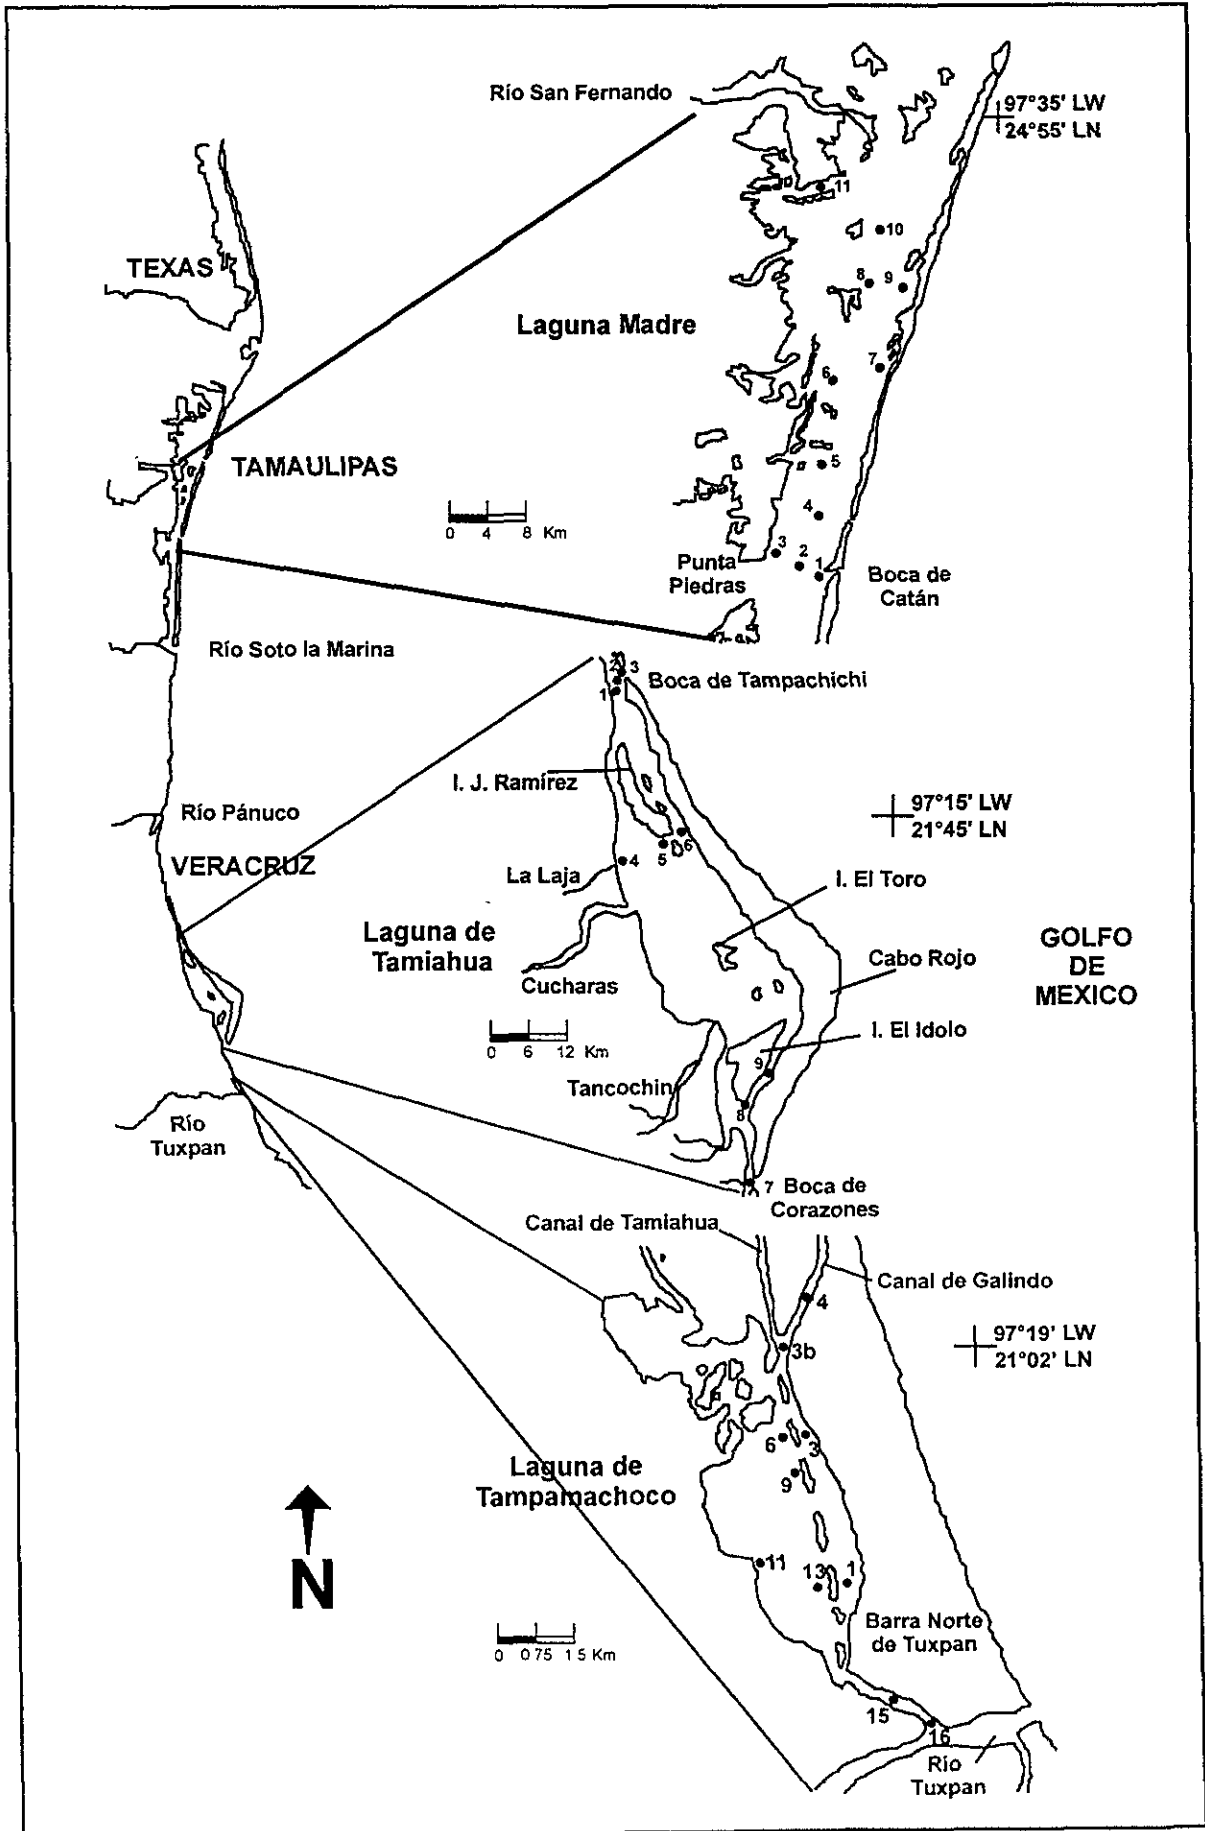 Río San Fernando
97°35' LW
24°55' LN
11
10
TEXAS
8
9
Laguna Madre
7
6
TAMAULIPAS
5
4
0 4 8 Km
3
2
1
Punta
Piedras
Boca de
Catán
Río Soto la Marina
2
3
1
Boca de Tampachichi
I. J. Ramírez
97°15' LW
21°45' LN
Río Pánuco
6
5
4
VERACRUZ
La Laja
I. El Toro
Laguna de
Tamiahua
GOLFO
DE
MEXICO
Cabo Rojo
Cucharas
I. El Idolo
0 6 12 Km
9
Tancochin
8
Río
Tuxpan
7
Boca de
Corazones
Canal de Tamiahua
Canal de Galindo
4
97°19' LW
21°02' LN
3b
6
3
9
Laguna de
Tampamachoco
N
11
13
1
Barra Norte
de Tuxpan
0 075 15 Km
15
16
Río
Tuxpan